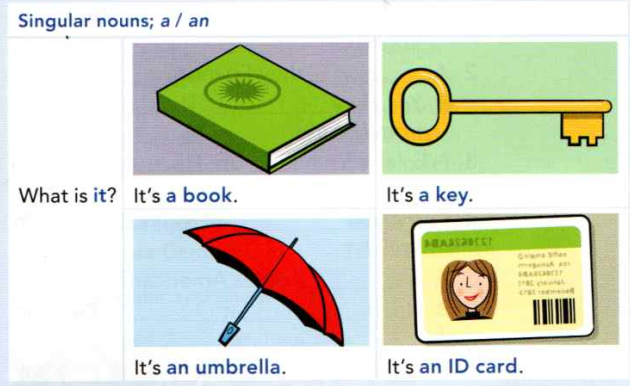 Singular nouns; a / an
What is it? It's a book. It's a key.
It's an umbrella. It's an ID card.